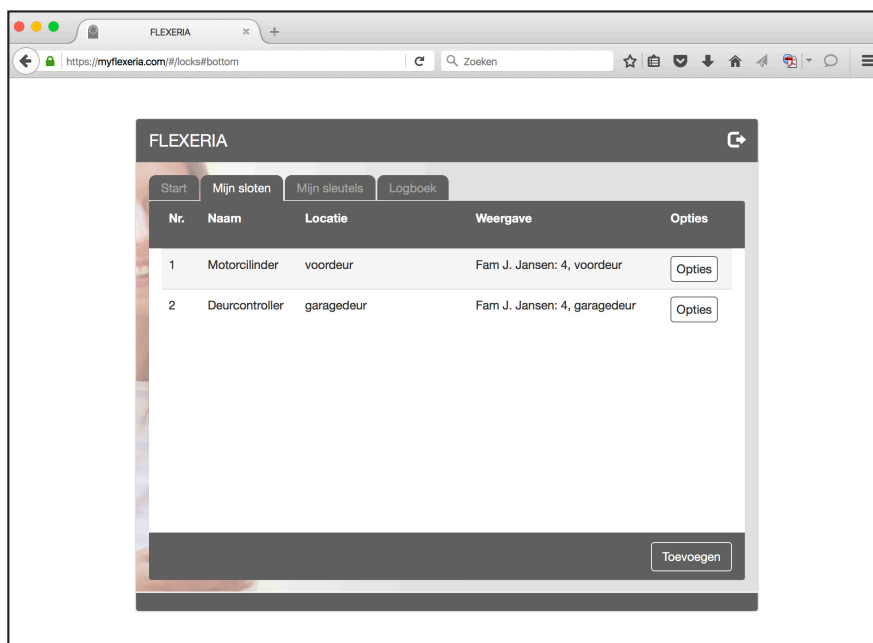 FLEXERIA
https://myflexeria.com/#/locks#bottom
Zoeken
FLEXERIA
Start Mijn sloten Mijn sleutels Logboek
Nr. Naam Locatie Weergave Opties
1 Motorcilinder voordeur Fam J. Jansen: 4, voordeur Opties
2 Deurcontroller garagedeur Fam J. Jansen: 4, garagedeur Opties
Toevoegen